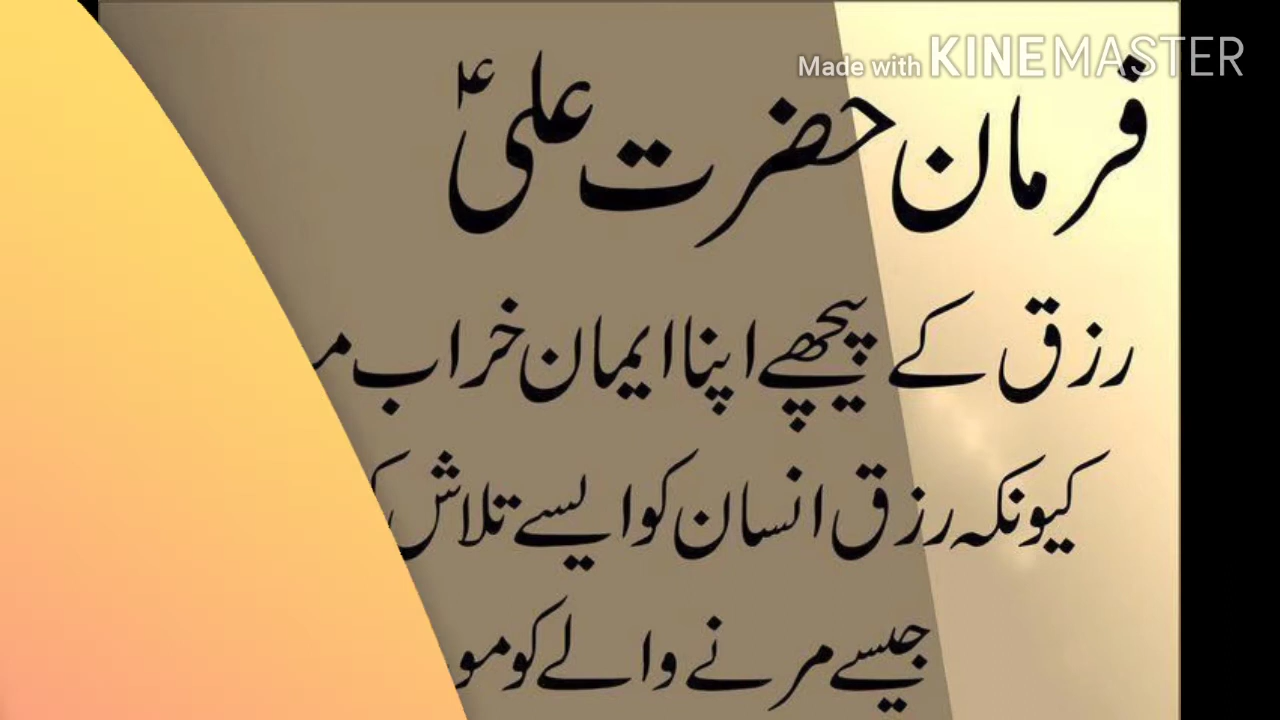 Made with KINEMASTER
فرمان حضرت علیؑ
رزق کے پیچھے اپنا ایمان خراب
کیونکہ رزق انسان کو ایسے تلاش
جیسے مرنے والے کو